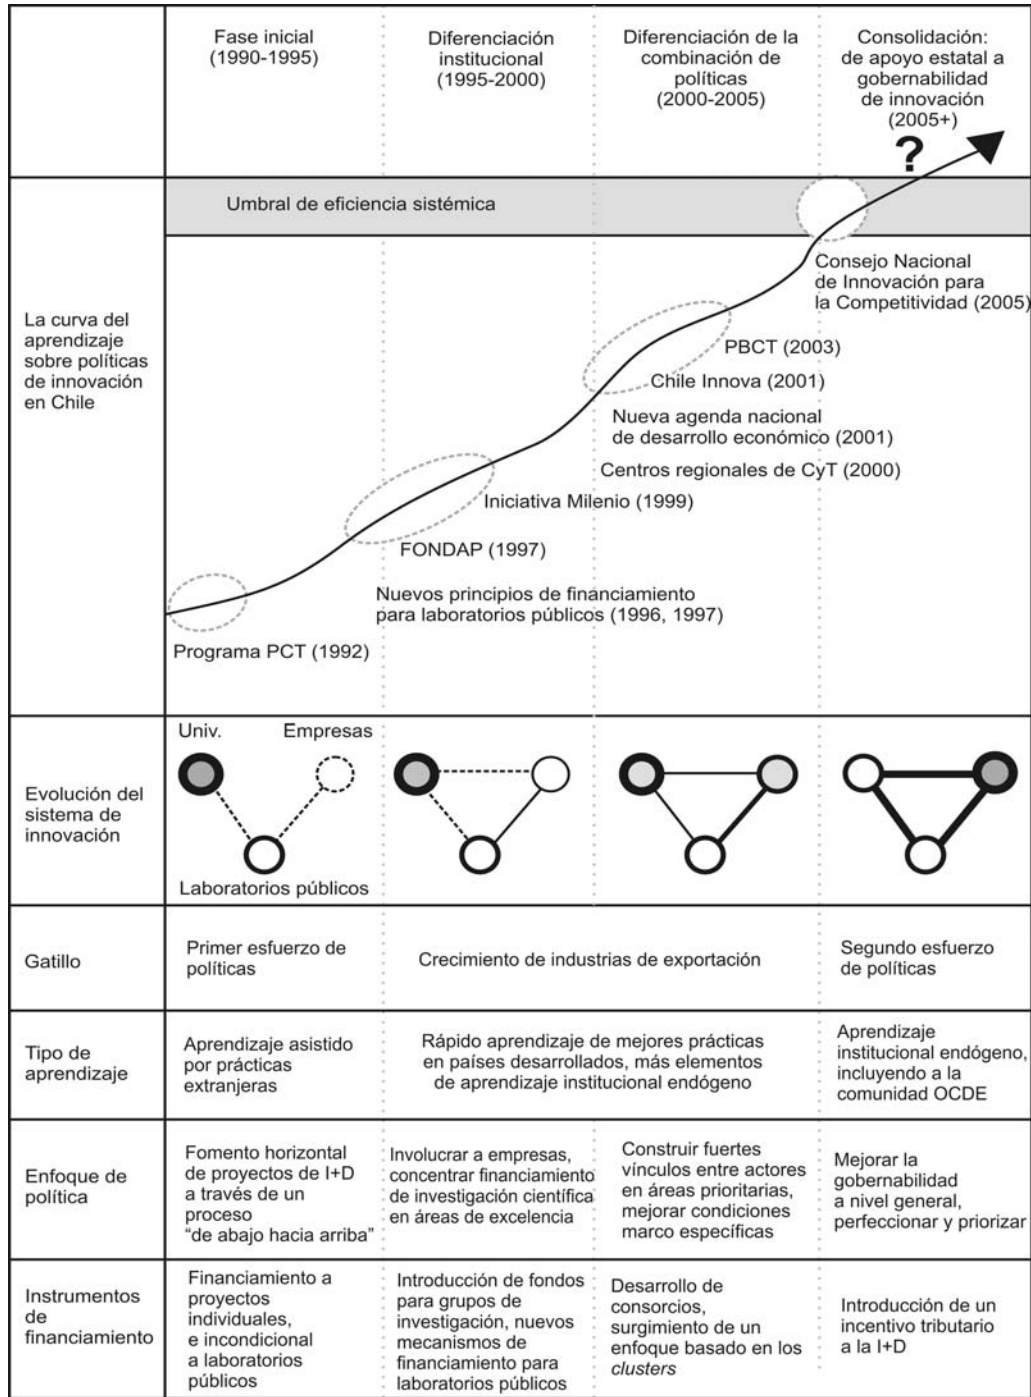 Fase inicial
(1990-1995)
Diferenciación
institucional
(1995-2000)
Diferenciación de la
combinación de
políticas
(2000-2005)
Consolidación:
de apoyo estatal a
gobernabilidad
de innovación
(2005+)
?
La curva del
aprendizaje
sobre políticas
de innovación
en Chile
Umbral de eficiencia sistémica
Consejo Nacional
de Innovación para
la Competitividad (2005)
PBCT (2003)
Chile Innova (2001)
Nueva agenda nacional
de desarrollo económico (2001)
Centros regionales de CyT (2000)
Iniciativa Milenio (1999)
FONDAP (1997)
Nuevos principios de financiamiento
para laboratorios públicos (1996, 1997)
Programa PCT (1992)
Evolución del
sistema de
innovación
Univ.
Empresas
Laboratorios públicos
Gatillo
Primer esfuerzo de
políticas
Crecimiento de industrias de exportación
Segundo esfuerzo
de políticas
Tipo de
aprendizaje
Aprendizaje asistido
por prácticas
extranjeras
Rápido aprendizaje de mejores prácticas
en países desarrollados, más elementos
de aprendizaje institucional endógeno
Aprendizaje
institucional endógeno,
incluyendo a la
comunidad OCDE
Enfoque de
política
Fomento horizontal
de proyectos de I+D
a través de un
proceso
“de abajo hacia arriba”
Involucrar a empresas,
concentrar financiamiento
de investigación científica
en áreas de excelencia
Construir fuertes
vínculos entre actores
en áreas prioritarias,
mejorar condiciones
marco específicas
Mejorar la
gobernabilidad
a nivel general,
perfeccionar y priorizar
Instrumentos
de
financiamiento
Financiamiento a
proyectos
individuales,
e incondicional
a laboratorios
públicos
Introducción de fondos
para grupos de
investigación, nuevos
mecanismos de
financiamiento para
laboratorios públicos
Desarrollo de
consorcios,
surgimiento de un
enfoque basado en los
clusters
Introducción de un
incentivo tributario
a la I+D